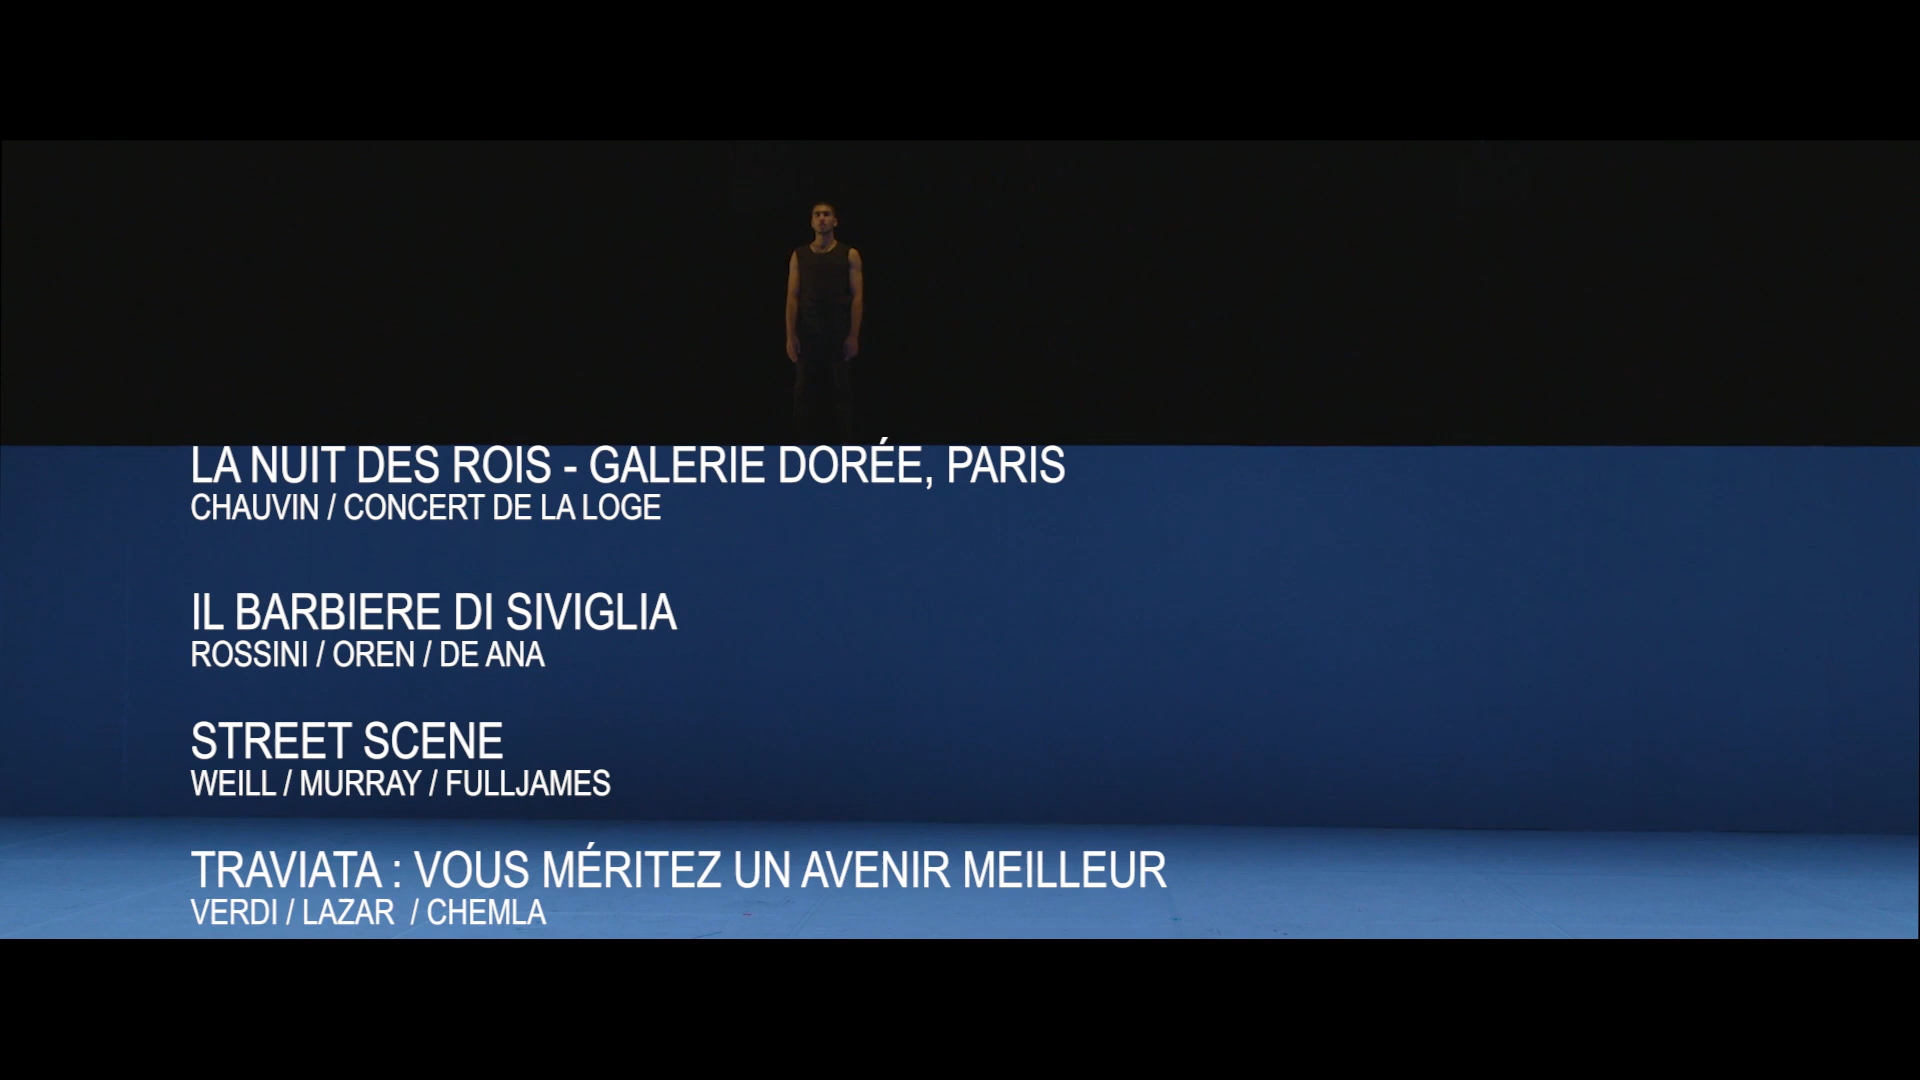 LA NUIT DES ROIS - GALERIE DORÉE, PARIS
CHAUVIN / CONCERT DE LA LOGE
IL BARBIERE DI SIVIGLIA
ROSSINI / OREN / DE ANA
STREET SCENE
WEILL / MURRAY / FULLJAMES
TRAVIATA : VOUS MÉRITEZ UN AVENIR MEILLEUR
VERDI / LAZAR / CHEMLA